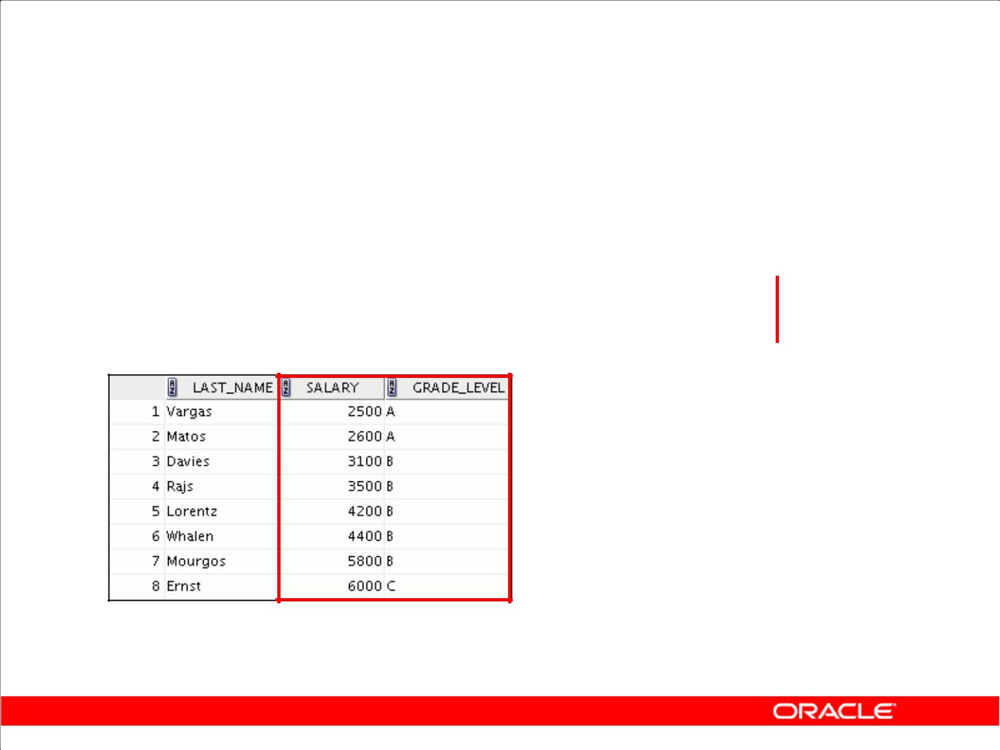 LAST_NAME SALARY GRADE_LEVEL
1 Vargas 2500 A
2 Matos 2600 A
3 Davies 3100 B
4 Rajs 3500 B
5 Lorentz 4200 B
6 Whalen 4400 B
7 Mourgos 5800 B
8 Ernst 6000 C
ORACLE